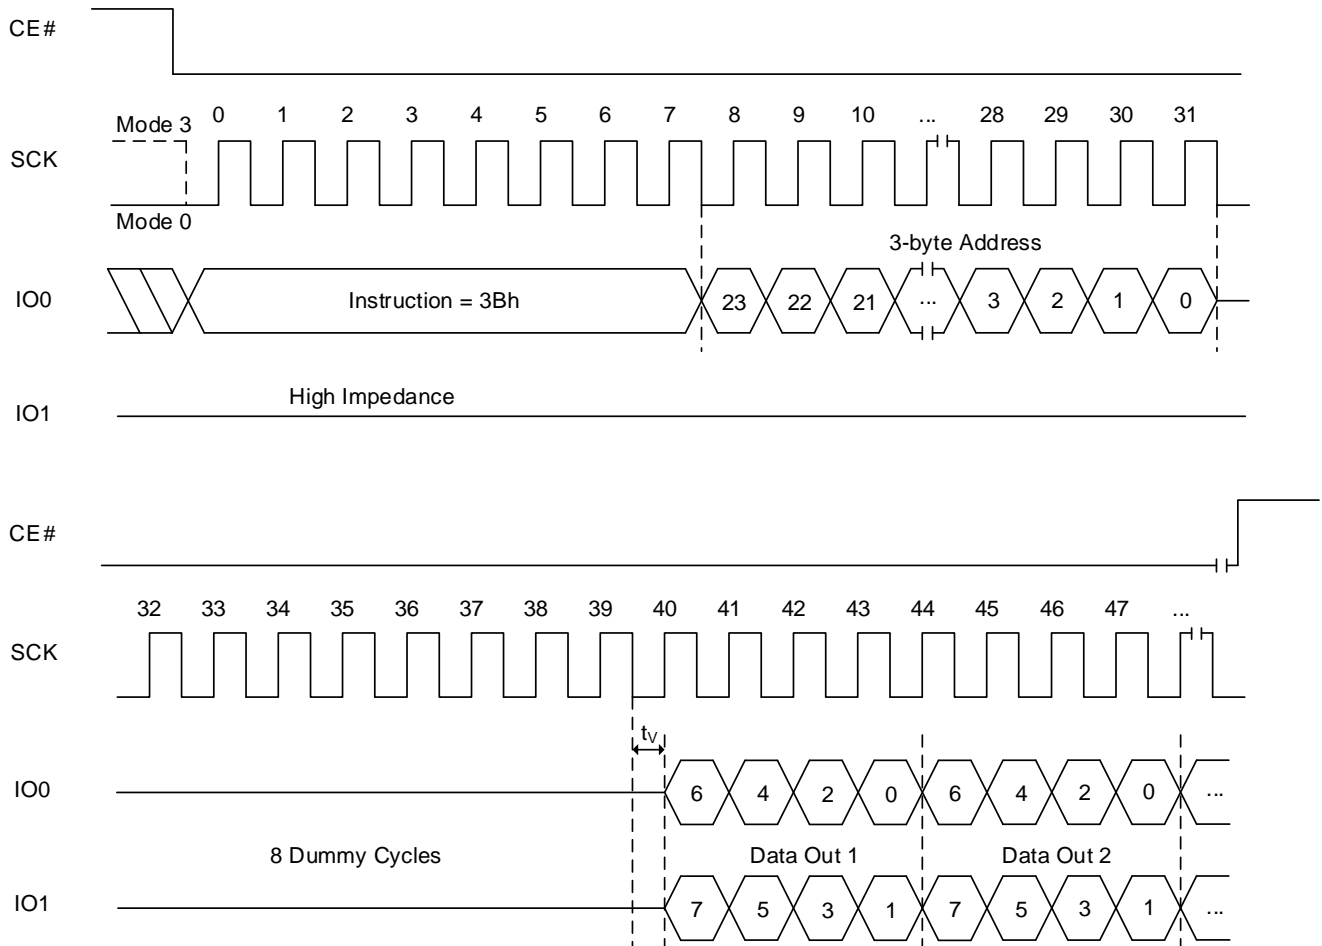 CE#
0 1 2 3 4 5 6 7 8 9 10 ... 28 29 30 31
Mode 3
SCK
Mode 0
3-byte Address
IO0 Instruction = 3Bh 23 22 21 ... 3 2 1 0
High Impedance
IO1
CE#
32 33 34 35 36 37 38 39 40 41 42 43 44 45 46 47 ...
SCK
tV
IO0 6 4 2 0 6 4 2 0 ...
8 Dummy Cycles Data Out 1 Data Out 2
IO1 7 5 3 1 7 5 3 1 ...